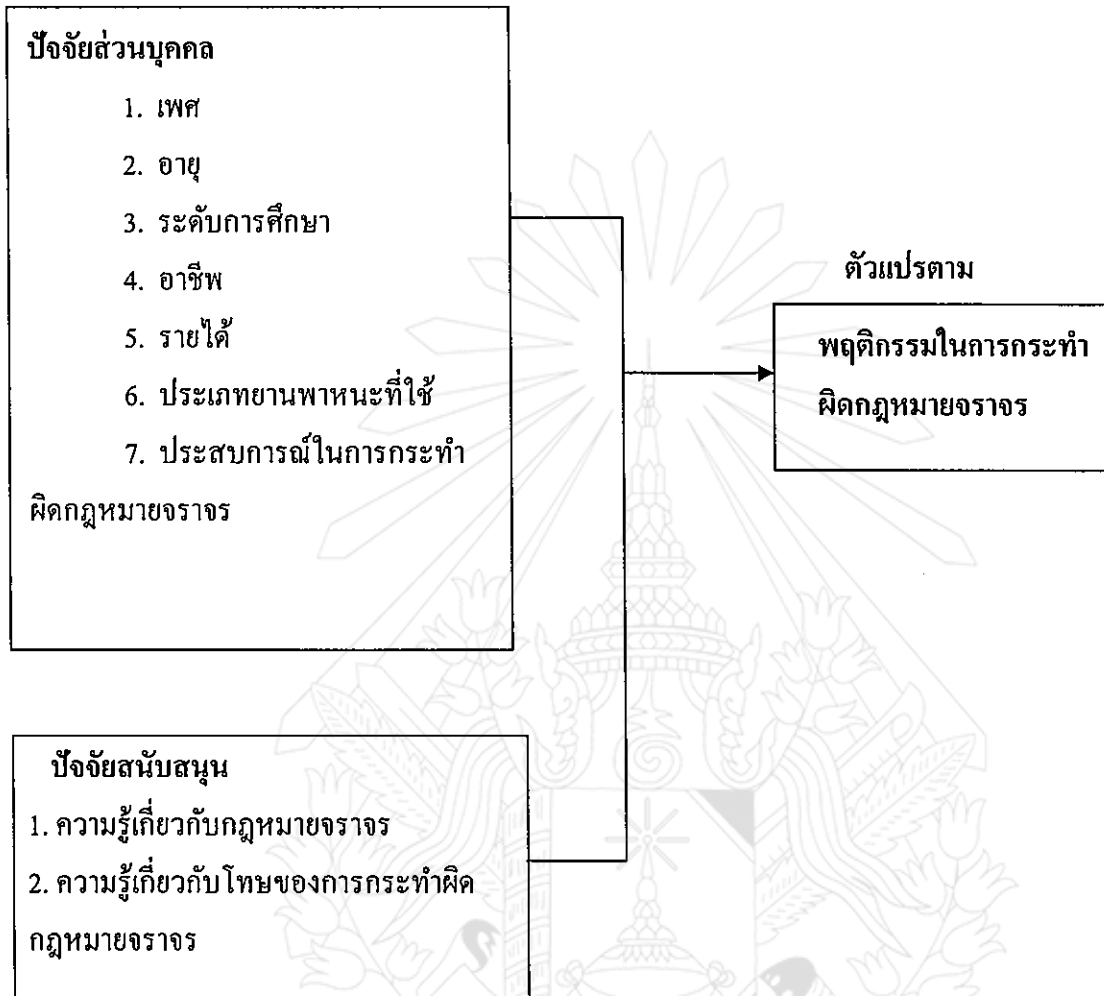 ปัจจัยส่วนบุคคล
1. เพศ
2. อายุ
3. ระดับการศึกษา
4. อาชีพ
5. รายได้
6. ประเภทยานพาหนะที่ใช้
7. ประสบการณ์ในการกระทำ
ผิดกฎหมายจราจร
ตัวแปรตาม
พฤติกรรมในการกระทำ
ผิดกฎหมายจราจร
ปัจจัยสนับสนุน
1. ความรู้เกี่ยวกับกฎหมายจราจร
2. ความรู้เกี่ยวกับโทษของการกระทำผิด
กฎหมายจราจร